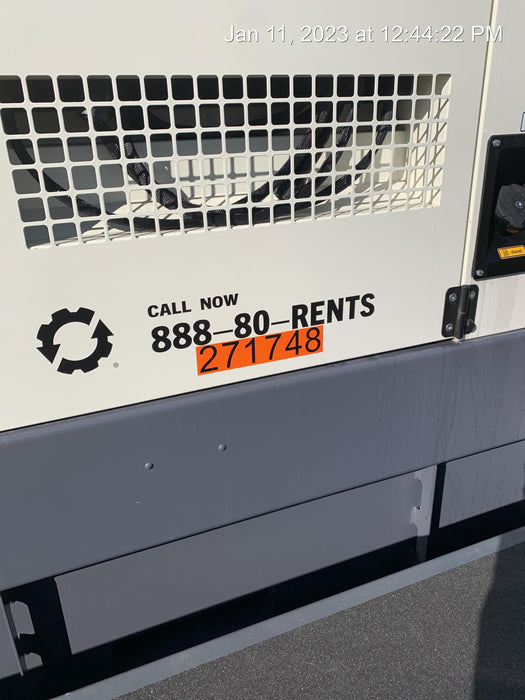 Jan 11, 2023 at 12:44:22 PM
CALL NOW
888-80-RENTS
271748
®